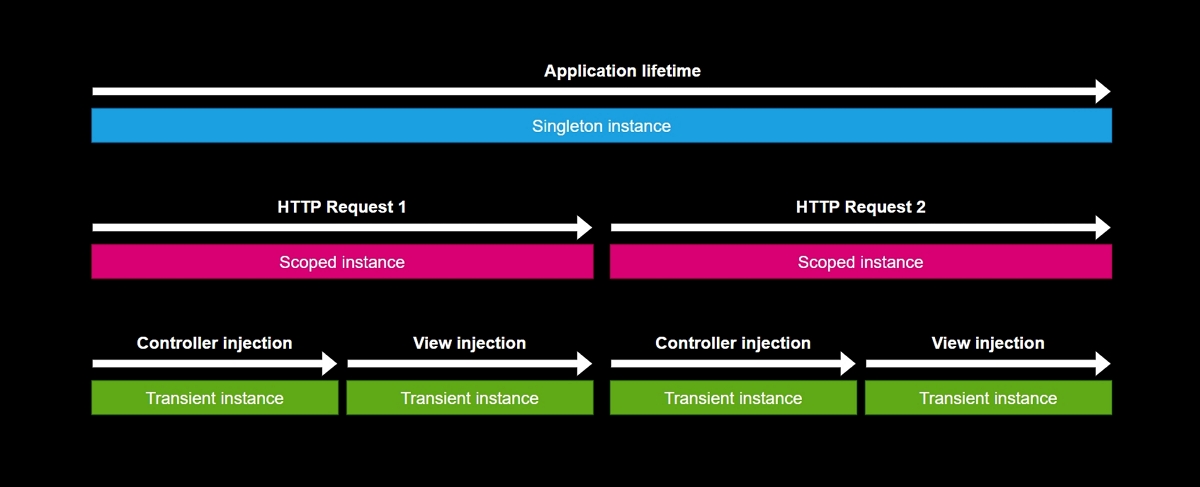 Application lifetime
Singleton instance
HTTP Request 1
HTTP Request 2
Scoped instance
Scoped instance
Controller injection
View injection
Controller injection
View injection
Transient instance
Transient instance
Transient instance
Transient instance